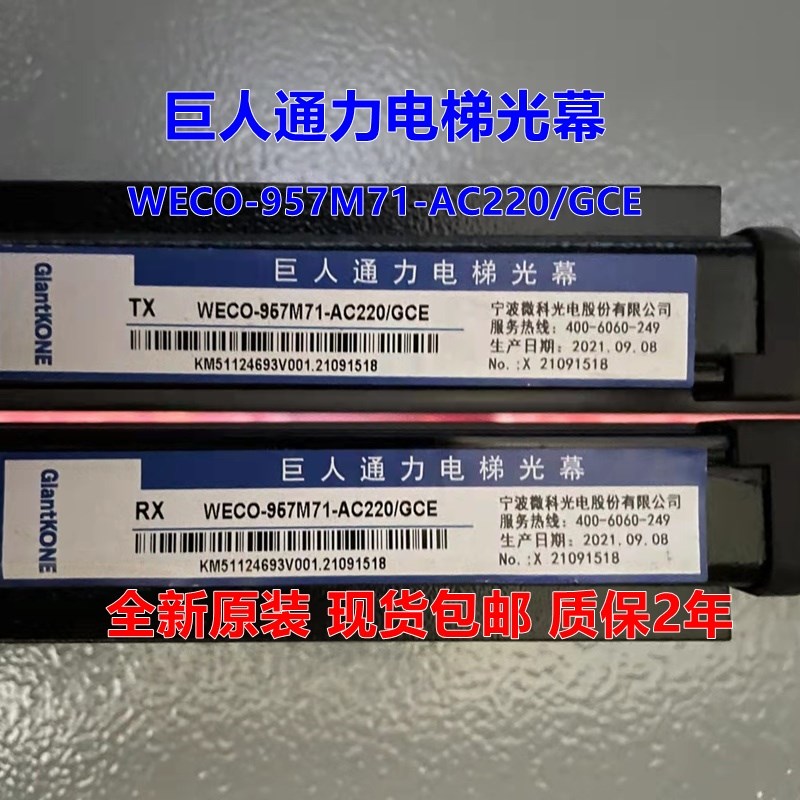 巨人通力电梯光幕
WECO-957M71-AC220/GCE
GiantKONE
巨人通力电梯光幕
TX WECO-957M71-AC220/GCE
KM51124693V001.21091518
宁波微科光电股份有限公司
服务热线: 400-6060-249
生产日期: 2021.09.08
No.:X 21091518
GiantKONE
巨人通力电梯光幕
RX WECO-957M71-AC220/GCE
KM51124693V001.21091518
宁波微科光电股份有限公司
服务热线: 400-6060-249
生产日期: 2021.09.08
No.:X 21091518
全新原装 现货包邮 质保2年